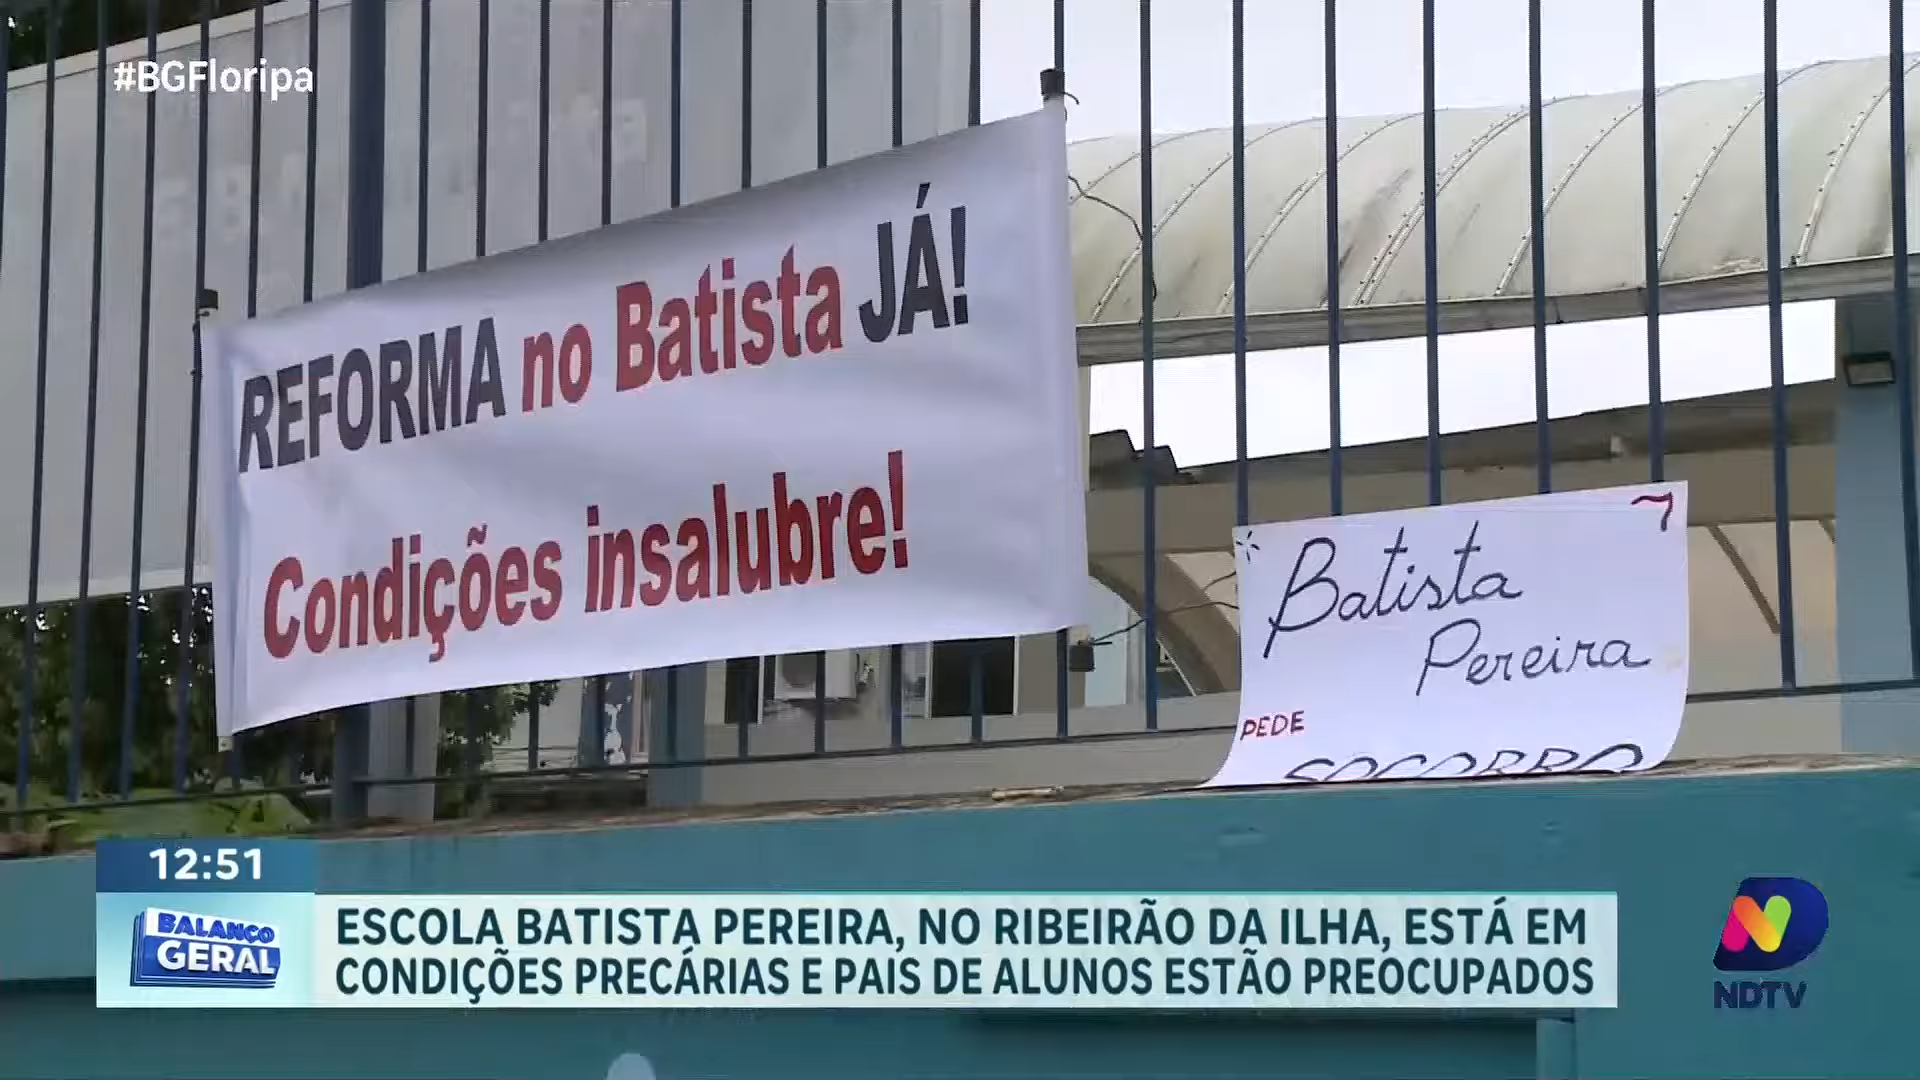 #BGFloripa
REFORMA no Batista JÁ!
Condições insalubre!
Batista
Pereira
PEDE
SOCORRO
12:51
BALANÇO
GERAL
ESCOLA BATISTA PEREIRA, NO RIBEIRÃO DA ILHA, ESTÁ EM
CONDIÇÕES PRECÁRIAS E PAIS DE ALUNOS ESTÃO PREOCUPADOS
N
NDTV